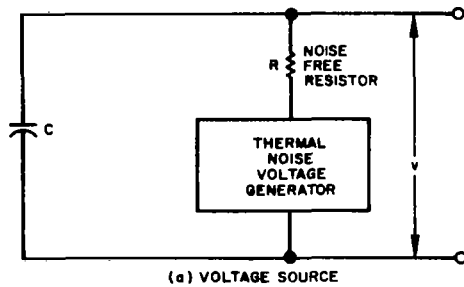 R
NOISE
FREE
RESISTOR
C
THERMAL
NOISE
VOLTAGE
GENERATOR
v
(a) VOLTAGE SOURCE